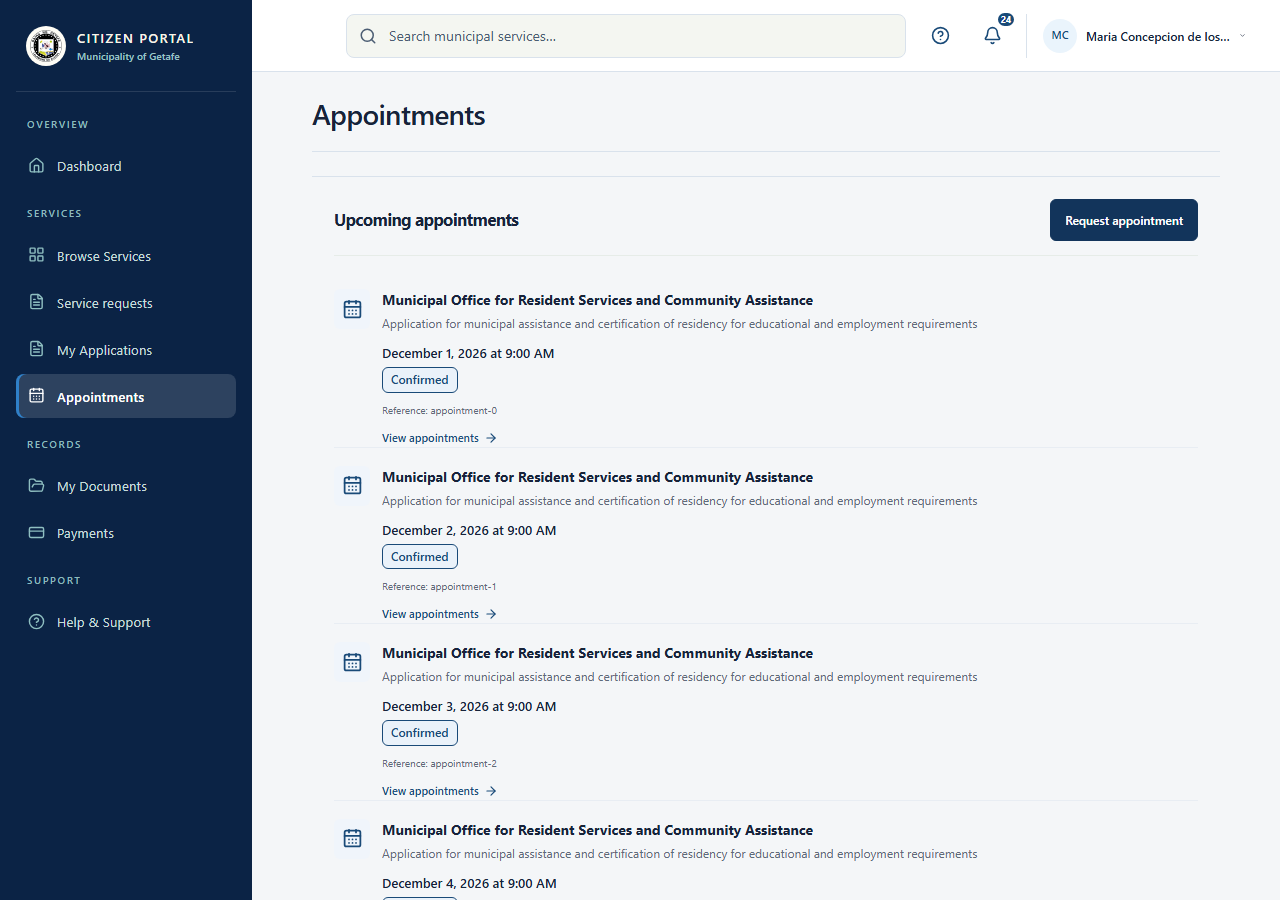 CITIZEN PORTAL
Municipality of Getafe
OVERVIEW
Dashboard
SERVICES
Browse Services
Service requests
My Applications
Appointments
RECORDS
My Documents
Payments
SUPPORT
Help & Support
Search municipal services...
24
MC
Maria Concepcion de los...
Appointments
Upcoming appointments
Request appointment
Municipal Office for Resident Services and Community Assistance
Application for municipal assistance and certification of residency for educational and employment requirements
December 1, 2026 at 9:00 AM
Confirmed
Reference: appointment-0
View appointments
Municipal Office for Resident Services and Community Assistance
Application for municipal assistance and certification of residency for educational and employment requirements
December 2, 2026 at 9:00 AM
Confirmed
Reference: appointment-1
View appointments
Municipal Office for Resident Services and Community Assistance
Application for municipal assistance and certification of residency for educational and employment requirements
December 3, 2026 at 9:00 AM
Confirmed
Reference: appointment-2
View appointments
Municipal Office for Resident Services and Community Assistance
Application for municipal assistance and certification of residency for educational and employment requirements
December 4, 2026 at 9:00 AM